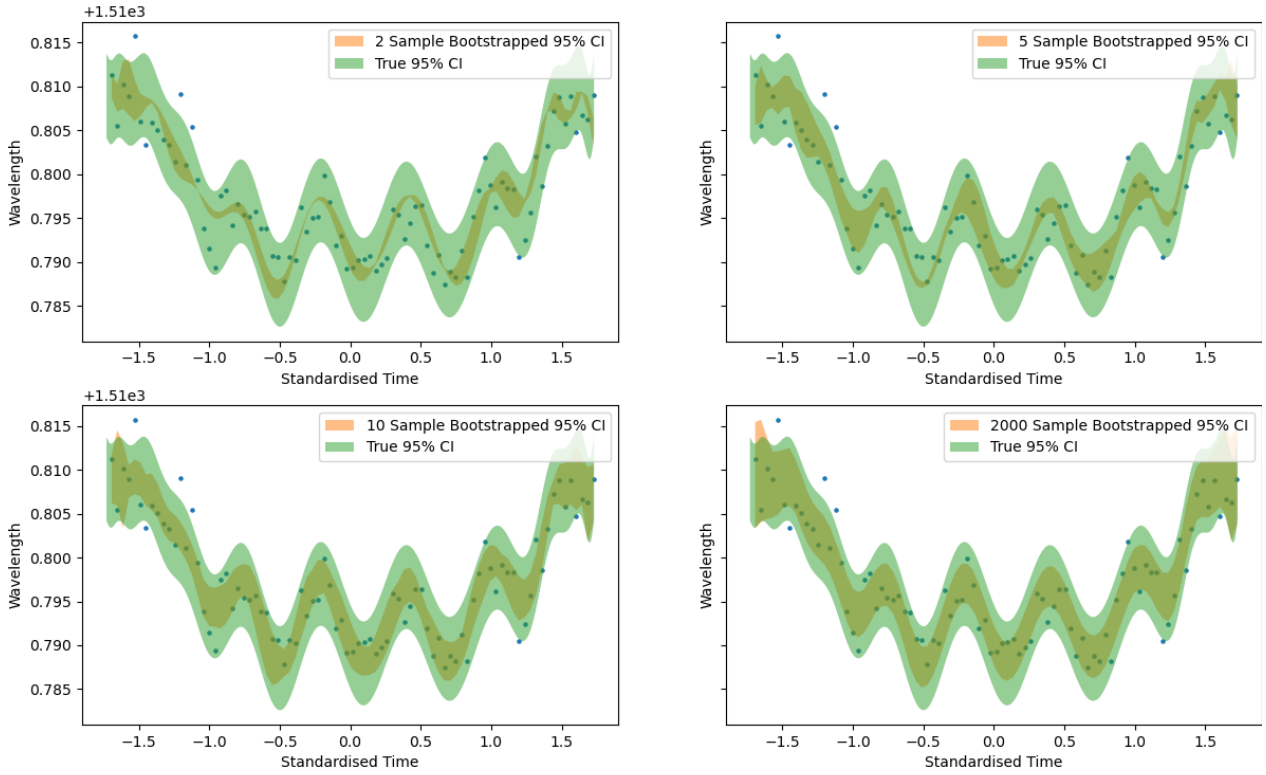 +1.51e3
0.815
0.810
0.805
0.800
0.795
0.790
0.785
Wavelength
2 Sample Bootstrapped 95% CI
True 95% CI
−1.5 −1.0 −0.5 0.0 0.5 1.0 1.5
Standardised Time
Wavelength
5 Sample Bootstrapped 95% CI
True 95% CI
−1.5 −1.0 −0.5 0.0 0.5 1.0 1.5
Standardised Time
+1.51e3
0.815
0.810
0.805
0.800
0.795
0.790
0.785
Wavelength
10 Sample Bootstrapped 95% CI
True 95% CI
−1.5 −1.0 −0.5 0.0 0.5 1.0 1.5
Standardised Time
Wavelength
2000 Sample Bootstrapped 95% CI
True 95% CI
−1.5 −1.0 −0.5 0.0 0.5 1.0 1.5
Standardised Time